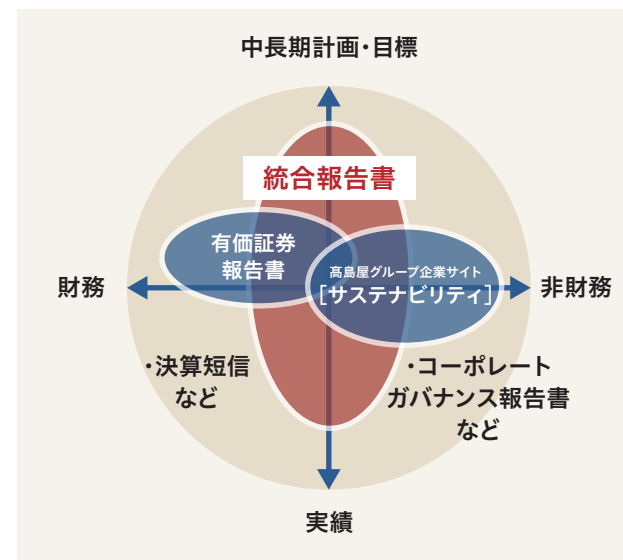 中長期計画・目標
統合報告書
有価証券
報告書
髙島屋グループ企業サイト
[サステナビリティ]
財務
非財務
・決算短信
など
・コーポレート
ガバナンス報告書
など
実績